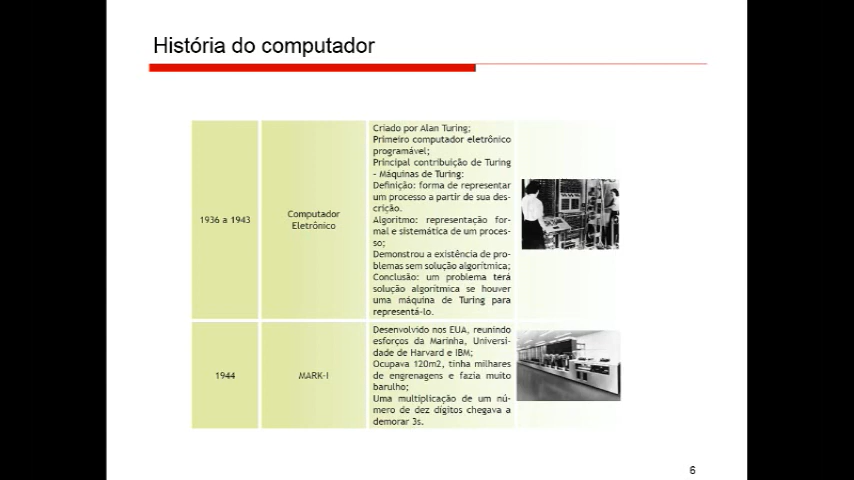 História do computador
1936 a 1943
Computador
Eletrônico
Criado por Alan Turing;
Primeiro computador eletrônico
programável;
Principal contribuição de Turing
– Máquinas de Turing:
Definição: forma de representar
um processo a partir de sua des-
crição.
Algoritmo: representação for-
mal e sistemática de um proces-
so;
Demonstrou a existência de pro-
blemas sem solução algorítmica;
Conclusão: um problema terá
solução algorítmica se houver
uma máquina de Turing para
representá-lo.
1944
MARK-I
Desenvolvido nos EUA, reunindo
esforços da Marinha, Universi-
dade de Harvard e IBM;
Ocupava 120m2, tinha milhares
de engrenagens e fazia muito
barulho;
Uma multiplicação de um nú-
mero de dez dígitos chegava a
demorar 3s.
6